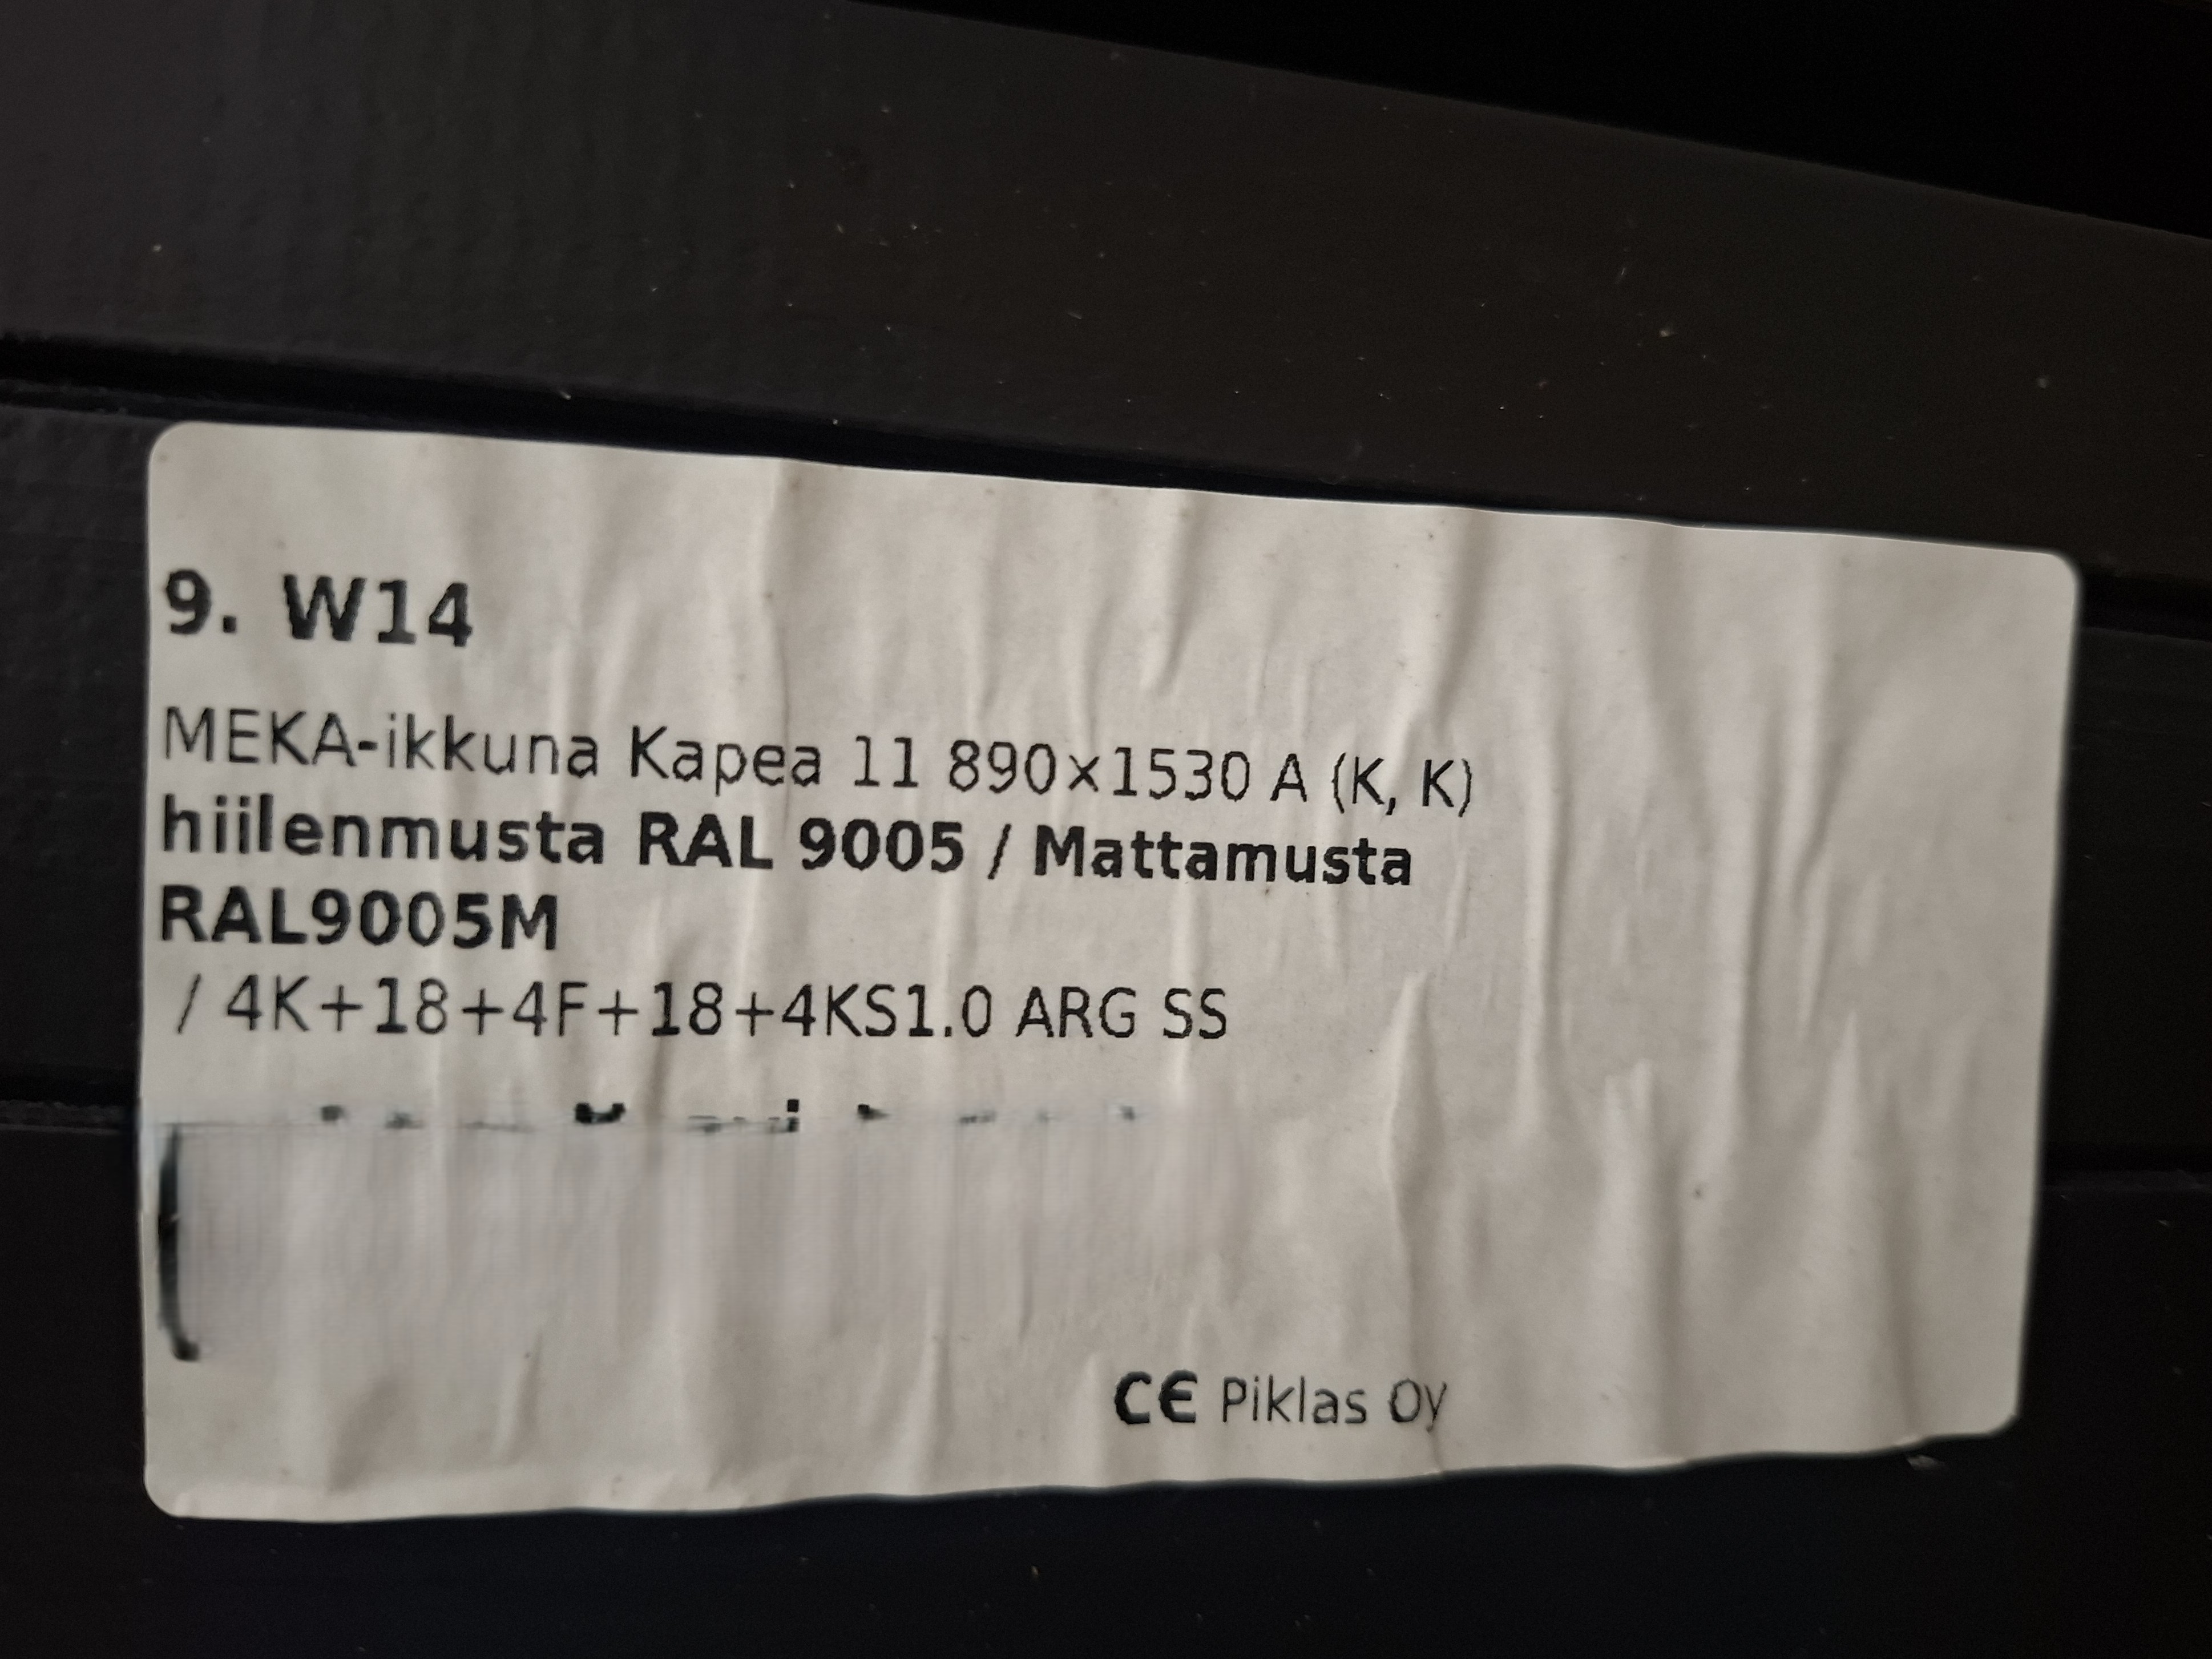 9. W14
MEKA-ikkuna Kapea 11 890×1530 A (K, K)
hiilenmusta RAL 9005 / Mattamusta
RAL9005M
/ 4K+18+4F+18+4KS1.0 ARG SS
CE Piklas Oy